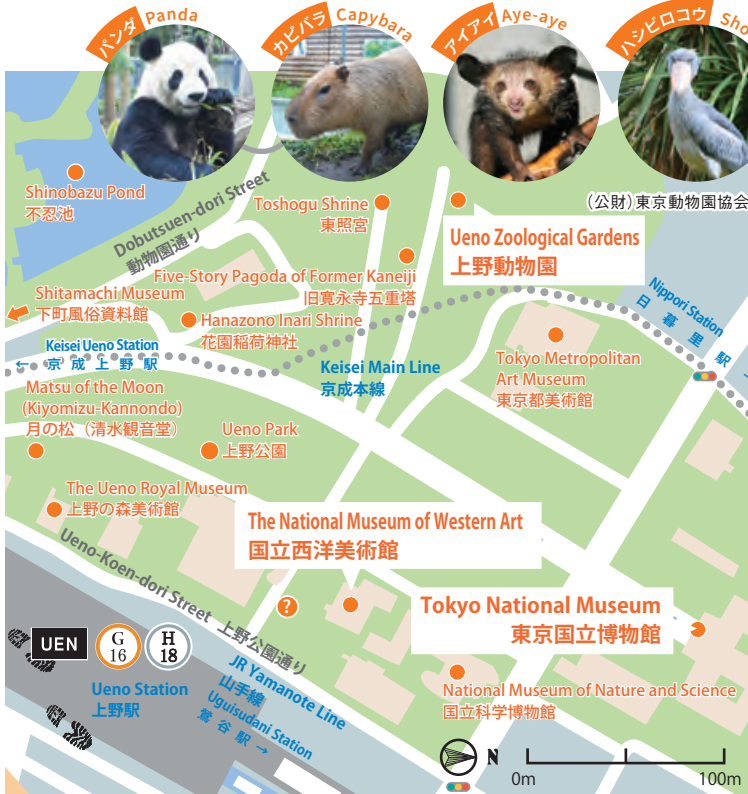 パンダ Panda
カピバラ Capybara
アイアイ Aye-aye
ハシビロコウ Sho
(公財)東京動物園協会
Shinobazu Pond
不忍池
Dobutsuen-dori Street
動物園通り
Toshogu Shrine
東照宮
Ueno Zoological Gardens
上野動物園
Five-Story Pagoda of Former Kaneiji
旧寛永寺五重塔
Shitamachi Museum
下町風俗資料館
Hanazono Inari Shrine
花園稲荷神社
Nippori Station
日暮里駅 →
Keisei Ueno Station
← 京成上野駅
Keisei Main Line
京成本線
Tokyo Metropolitan
Art Museum
東京都美術館
Matsu of the Moon
(Kiyomizu-Kannondo)
月の松（清水観音堂）
Ueno Park
上野公園
The Ueno Royal Museum
上野の森美術館
The National Museum of Western Art
国立西洋美術館
Ueno-Koen-dori Street 上野公園通り
?
Tokyo National Museum
東京国立博物館
UEN
G
16
H
18
Ueno Station
上野駅
JR Yamanote Line
山手線
Uguisudani Station
鶯谷駅 →
National Museum of Nature and Science
国立科学博物館
N
0m 100m